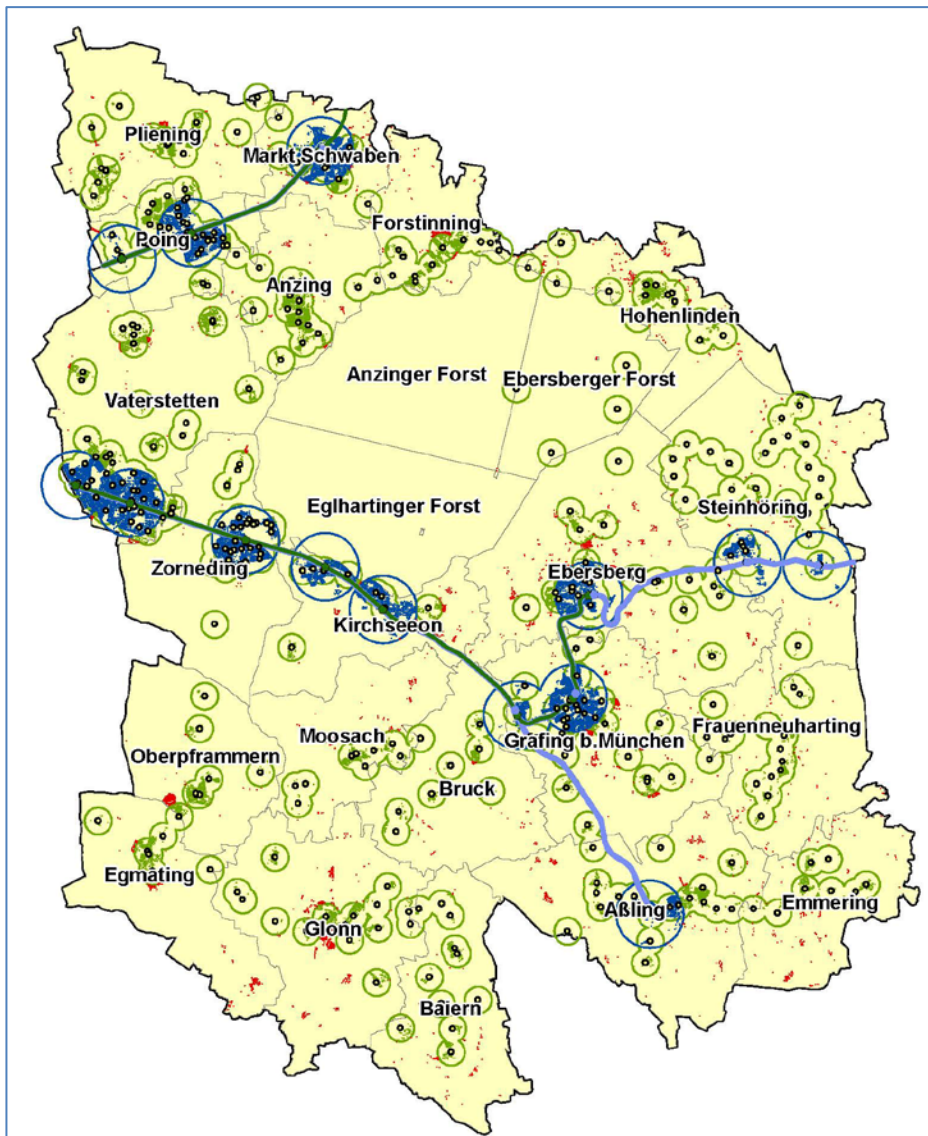 Pliening
Markt Schwaben
Forstinning
Poing
Anzing
Hohenlinden
Anzinger Forst
Ebersberger Forst
Vaterstetten
Eglhartinger Forst
Steinhöring
Zorneding
Ebersberg
Kirchseeon
Frauenneuharting
Moosach
Grafing b.München
Oberpframmern
Bruck
Egmating
Emmering
Aßling
Glonn
Baiern